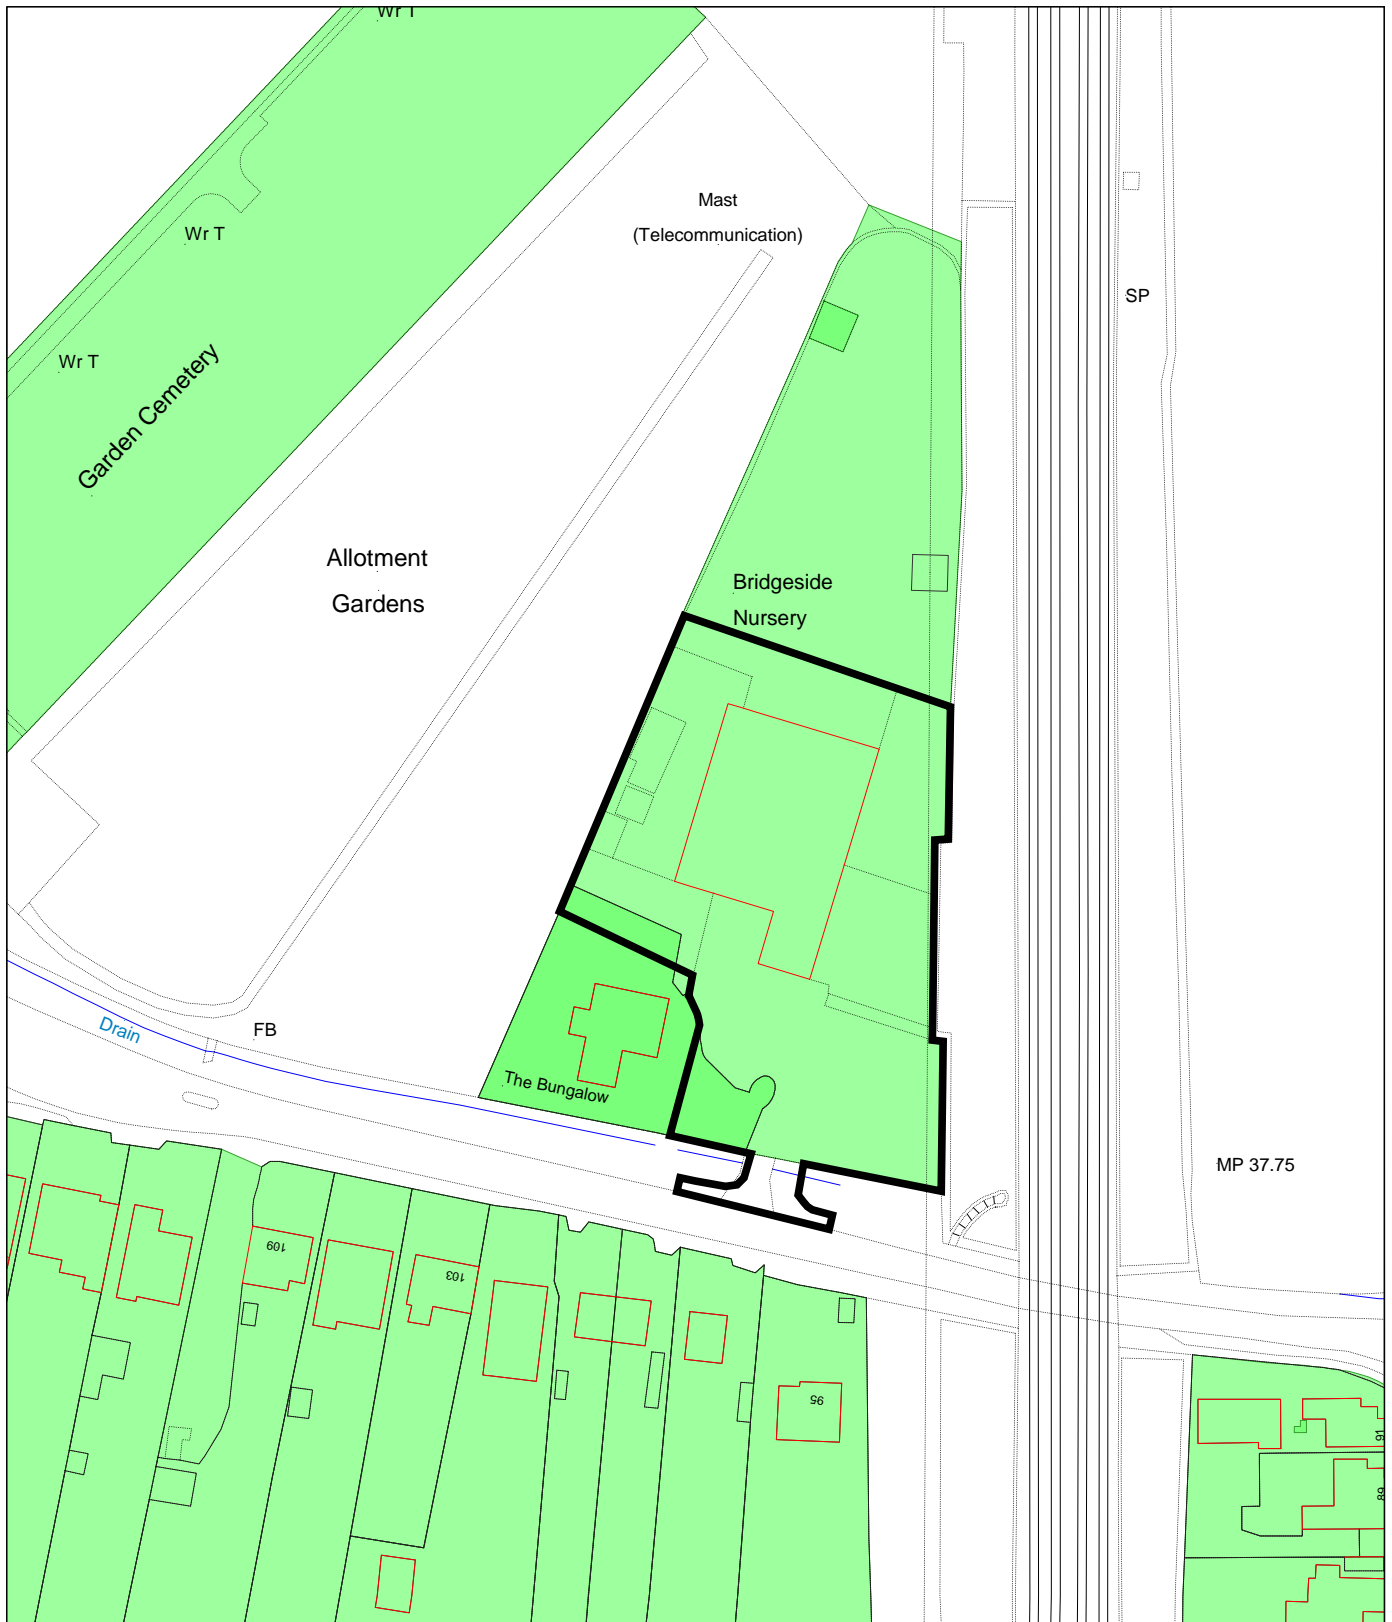 Wr T
Mast
(Telecommunication)
Wr T
SP
Wr T
Garden Cemetery
Allotment
Gardens
Bridgeside
Nursery
Drain
FB
The Bungalow
MP 37.75
109
103
95
91
89